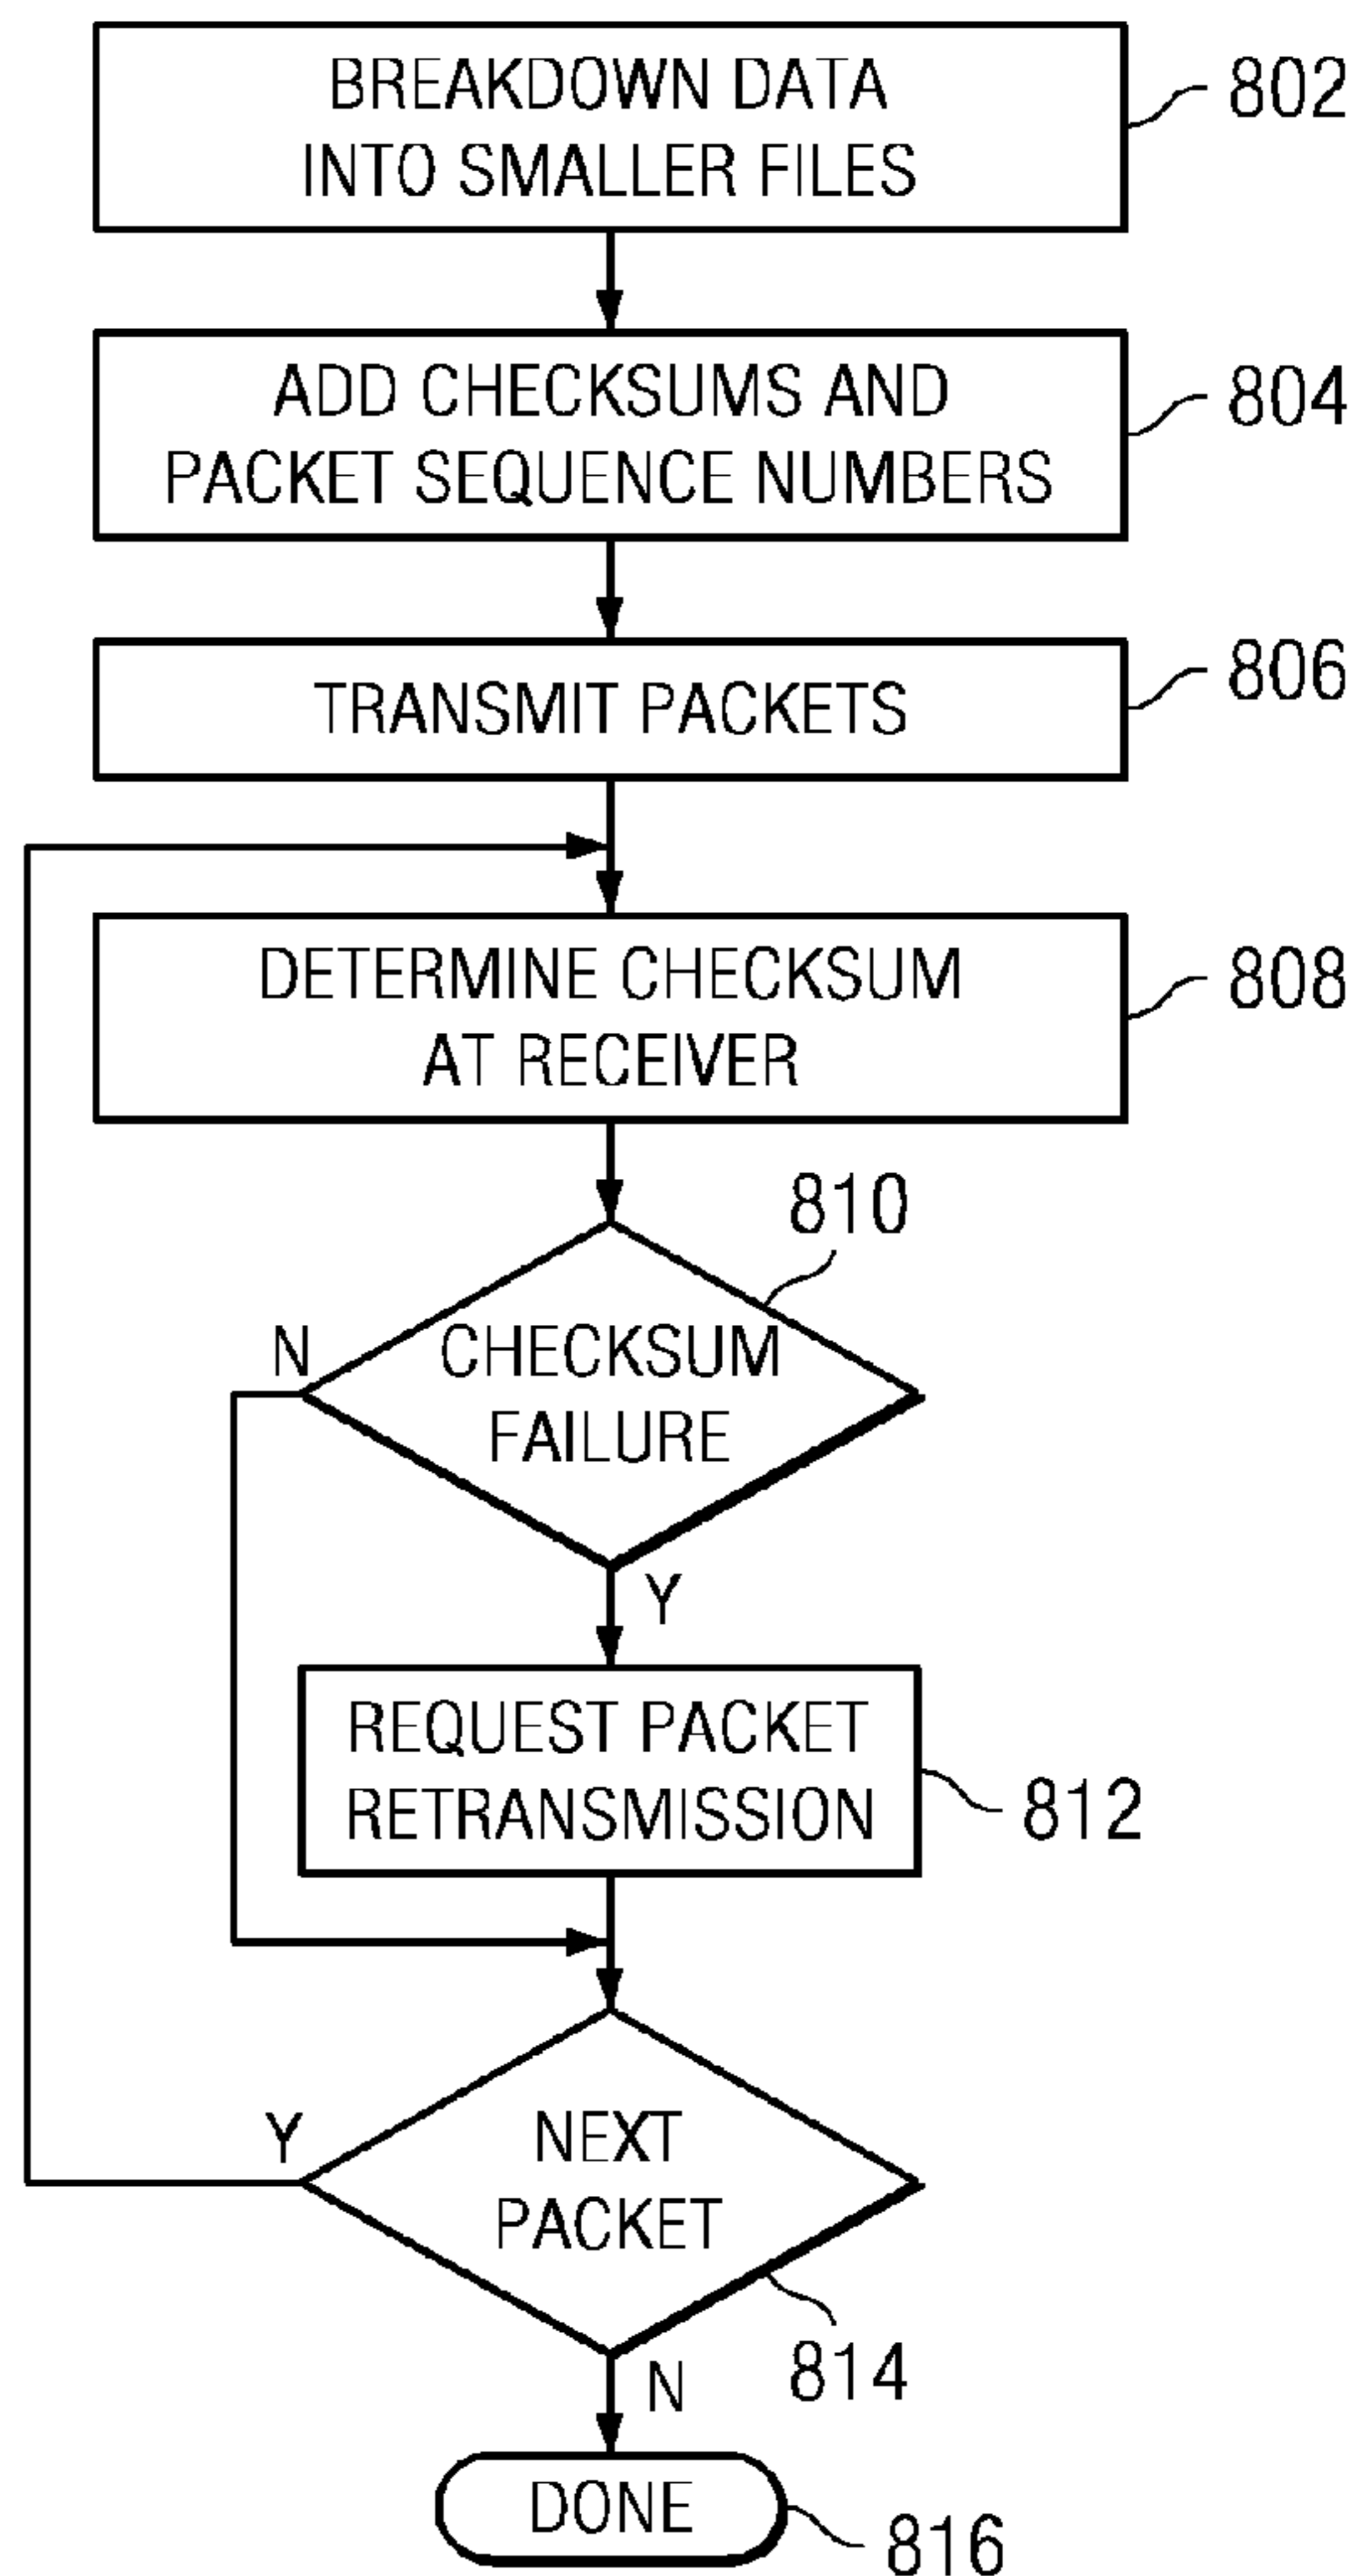 BREAKDOWN DATA
INTO SMALLER FILES
802
ADD CHECKSUMS AND
PACKET SEQUENCE NUMBERS
804
TRANSMIT PACKETS
806
DETERMINE CHECKSUM
AT RECEIVER
808
810
N
CHECKSUM
FAILURE
Y
REQUEST PACKET
RETRANSMISSION
812
Y
NEXT
PACKET
814
N
DONE
816